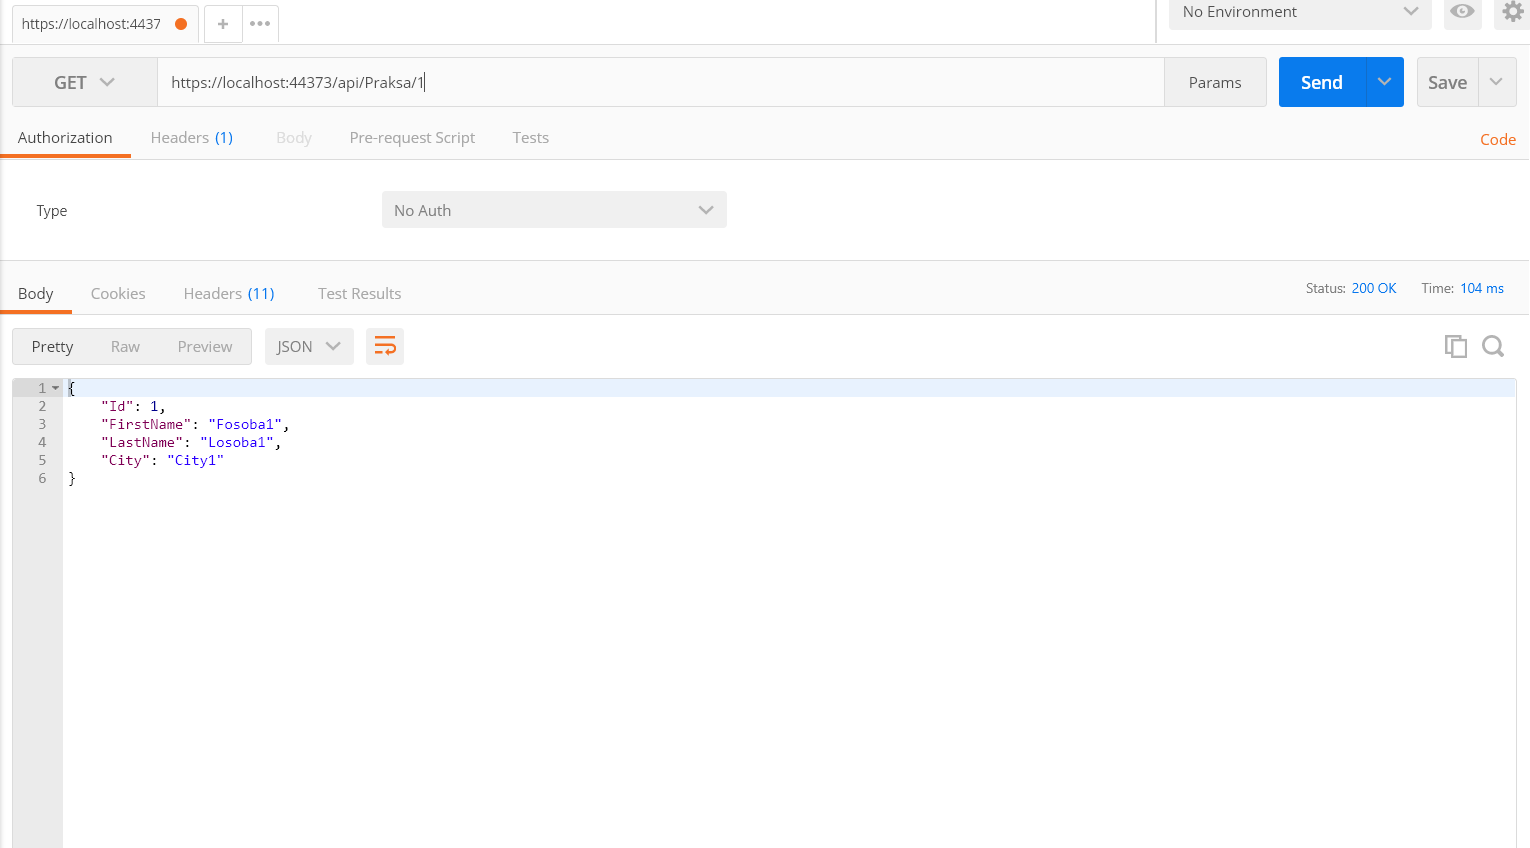 https://localhost:4437
No Environment
GET https://localhost:44373/api/Praksa/1 Params Send Save
Authorization Headers (1) Body Pre-request Script Tests Code
Type No Auth
Body Cookies Headers (11) Test Results Status: 200 OK Time: 104 ms
Pretty Raw Preview JSON
1 {
2 "Id": 1,
3 "FirstName": "Fosoba1",
4 "LastName": "Losoba1",
5 "City": "City1"
6 }